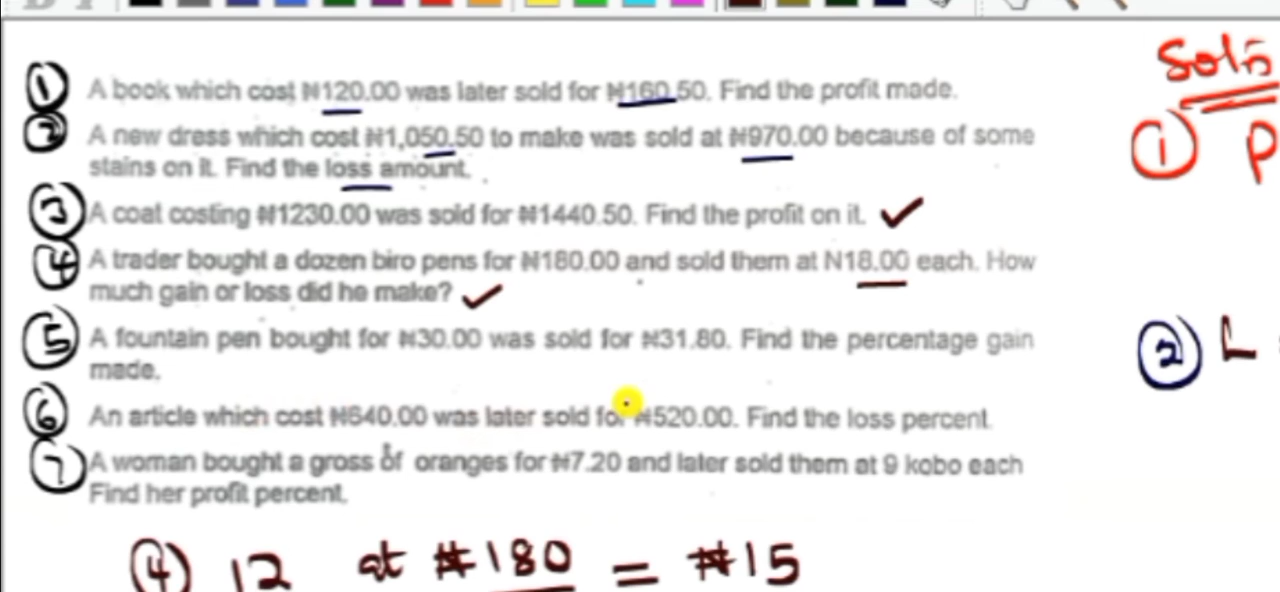 Soln
① A book which cost ₦120.00 was later sold for ₦160.50. Find the profit made.
② A new dress which cost ₦1,050.50 to make was sold at ₦970.00 because of some
stains on it. Find the loss amount.
① P
③ A coat costing ₦1230.00 was sold for ₦1440.50. Find the profit on it.
④ A trader bought a dozen biro pens for ₦180.00 and sold them at N18.00 each. How
much gain or loss did he make?
⑤ A fountain pen bought for ₦30.00 was sold for ₦31.80. Find the percentage gain
made.
② L
⑥ An article which cost ₦640.00 was later sold for ₦520.00. Find the loss percent.
⑦ A woman bought a gross of oranges for ₦7.20 and later sold them at 9 kobo each
Find her profit percent.
④ 12 at ₦180 = ₦15